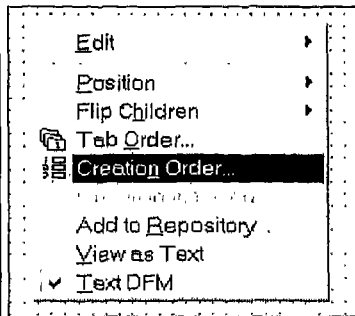 Edit
Position
Flip Children
Tab Order...
Creation Order...
Add to Repository .
View as Text
Text DFM